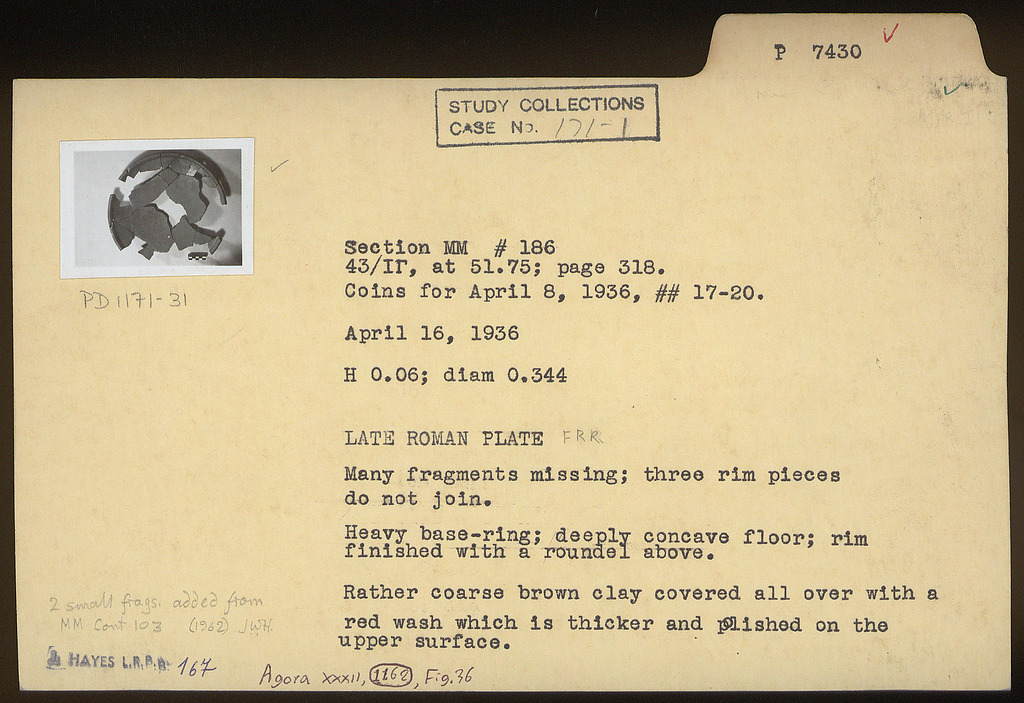 P 7430
STUDY COLLECTIONS
CASE No. 171-1
PD 1171-31
Section MM # 186
43/ΙΓ, at 51.75; page 318.
Coins for April 8, 1936, ## 17-20.
April 16, 1936
H 0.06; diam 0.344
LATE ROMAN PLATE FRR
Many fragments missing; three rim pieces
do not join.
Heavy base-ring; deeply concave floor; rim
finished with a roundel above.
Rather coarse brown clay covered all over with a
red wash which is thicker and polished on the
upper surface.
2 small frags. added from
MM Cont 103 (1962) JWH.
HAYES L.R.P. 167
Agora XXXII, 1162, Fig. 36